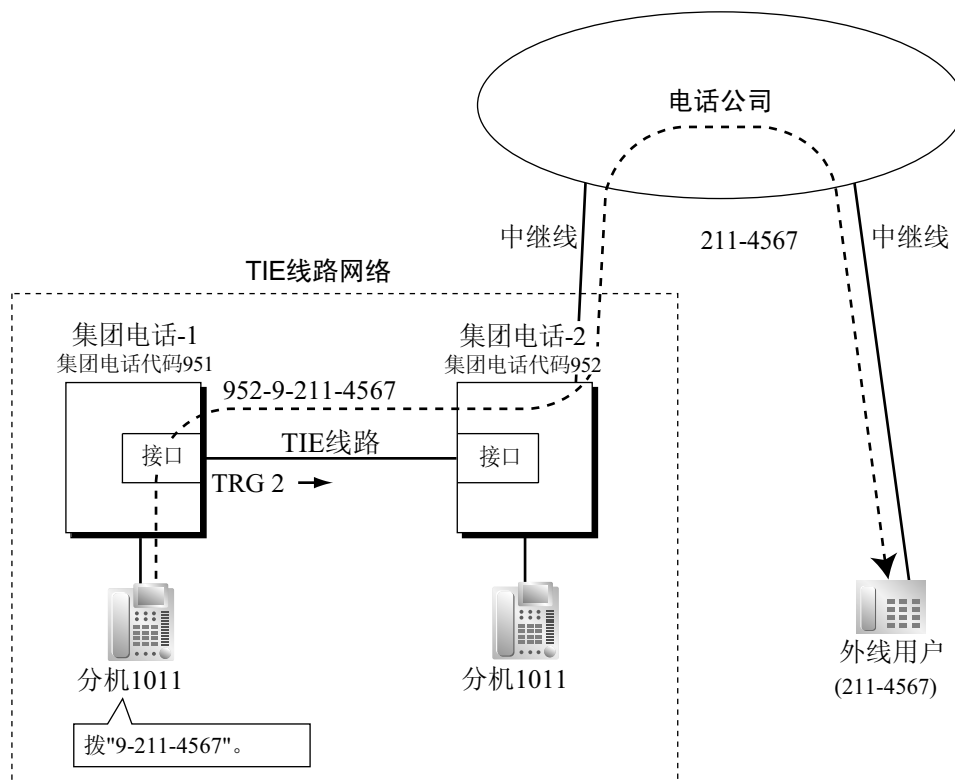 电话公司
中继线
211-4567
中继线
TIE线路网络
集团电话-1
集团电话代码951
集团电话-2
集团电话代码952
952-9-211-4567
接口
TIE线路
接口
TRG 2
分机1011
分机1011
外线用户
(211-4567)
拨"9-211-4567"。